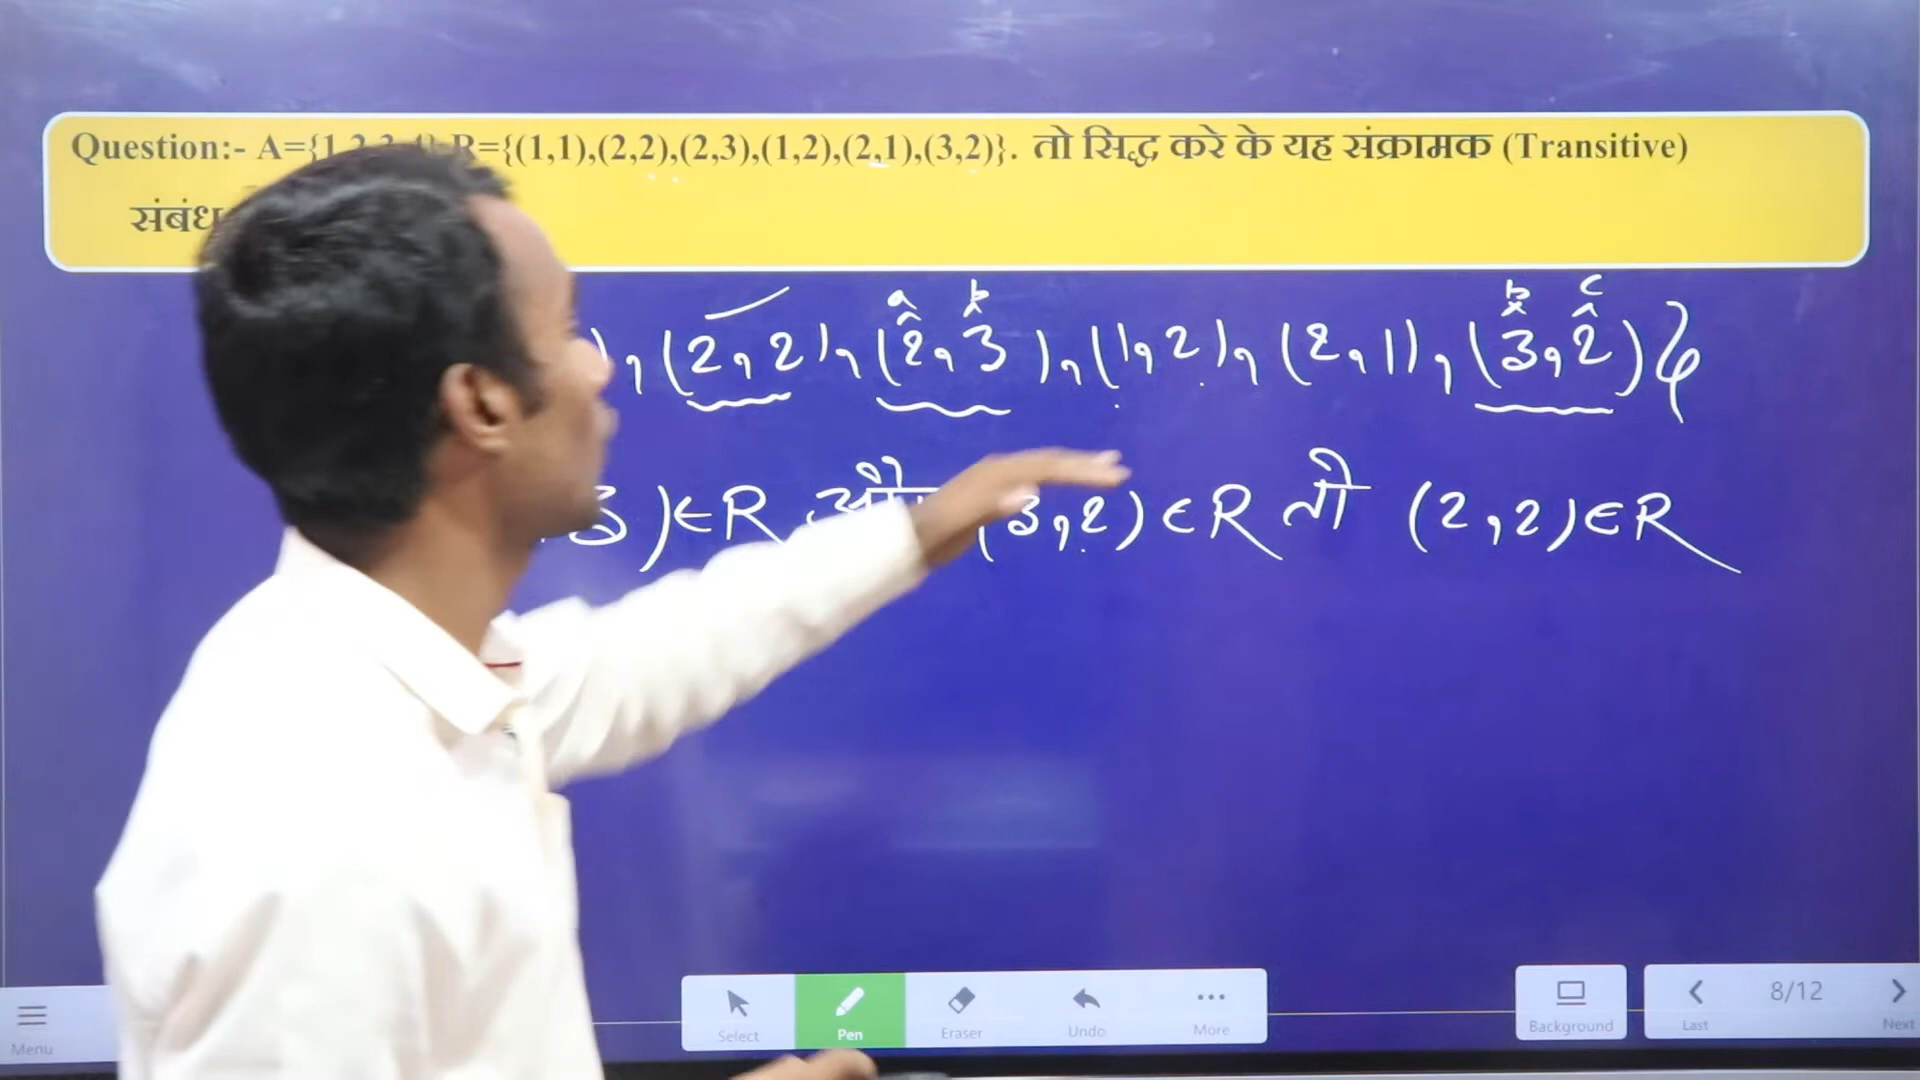 Question:- A={1,2,3,4} R={(1,1),(2,2),(2,3),(1,2),(2,1),(3,2)}. तो सिद्ध करे के यह संक्रामक (Transitive)
संबंध
a b b c
), (2,2), (2,3), (1,2), (2,1), (3,2)}
3)∈R और (3,2)∈R तो (2,2)∈R
Menu Select Pen Eraser Undo More Background Last 8/12 Next